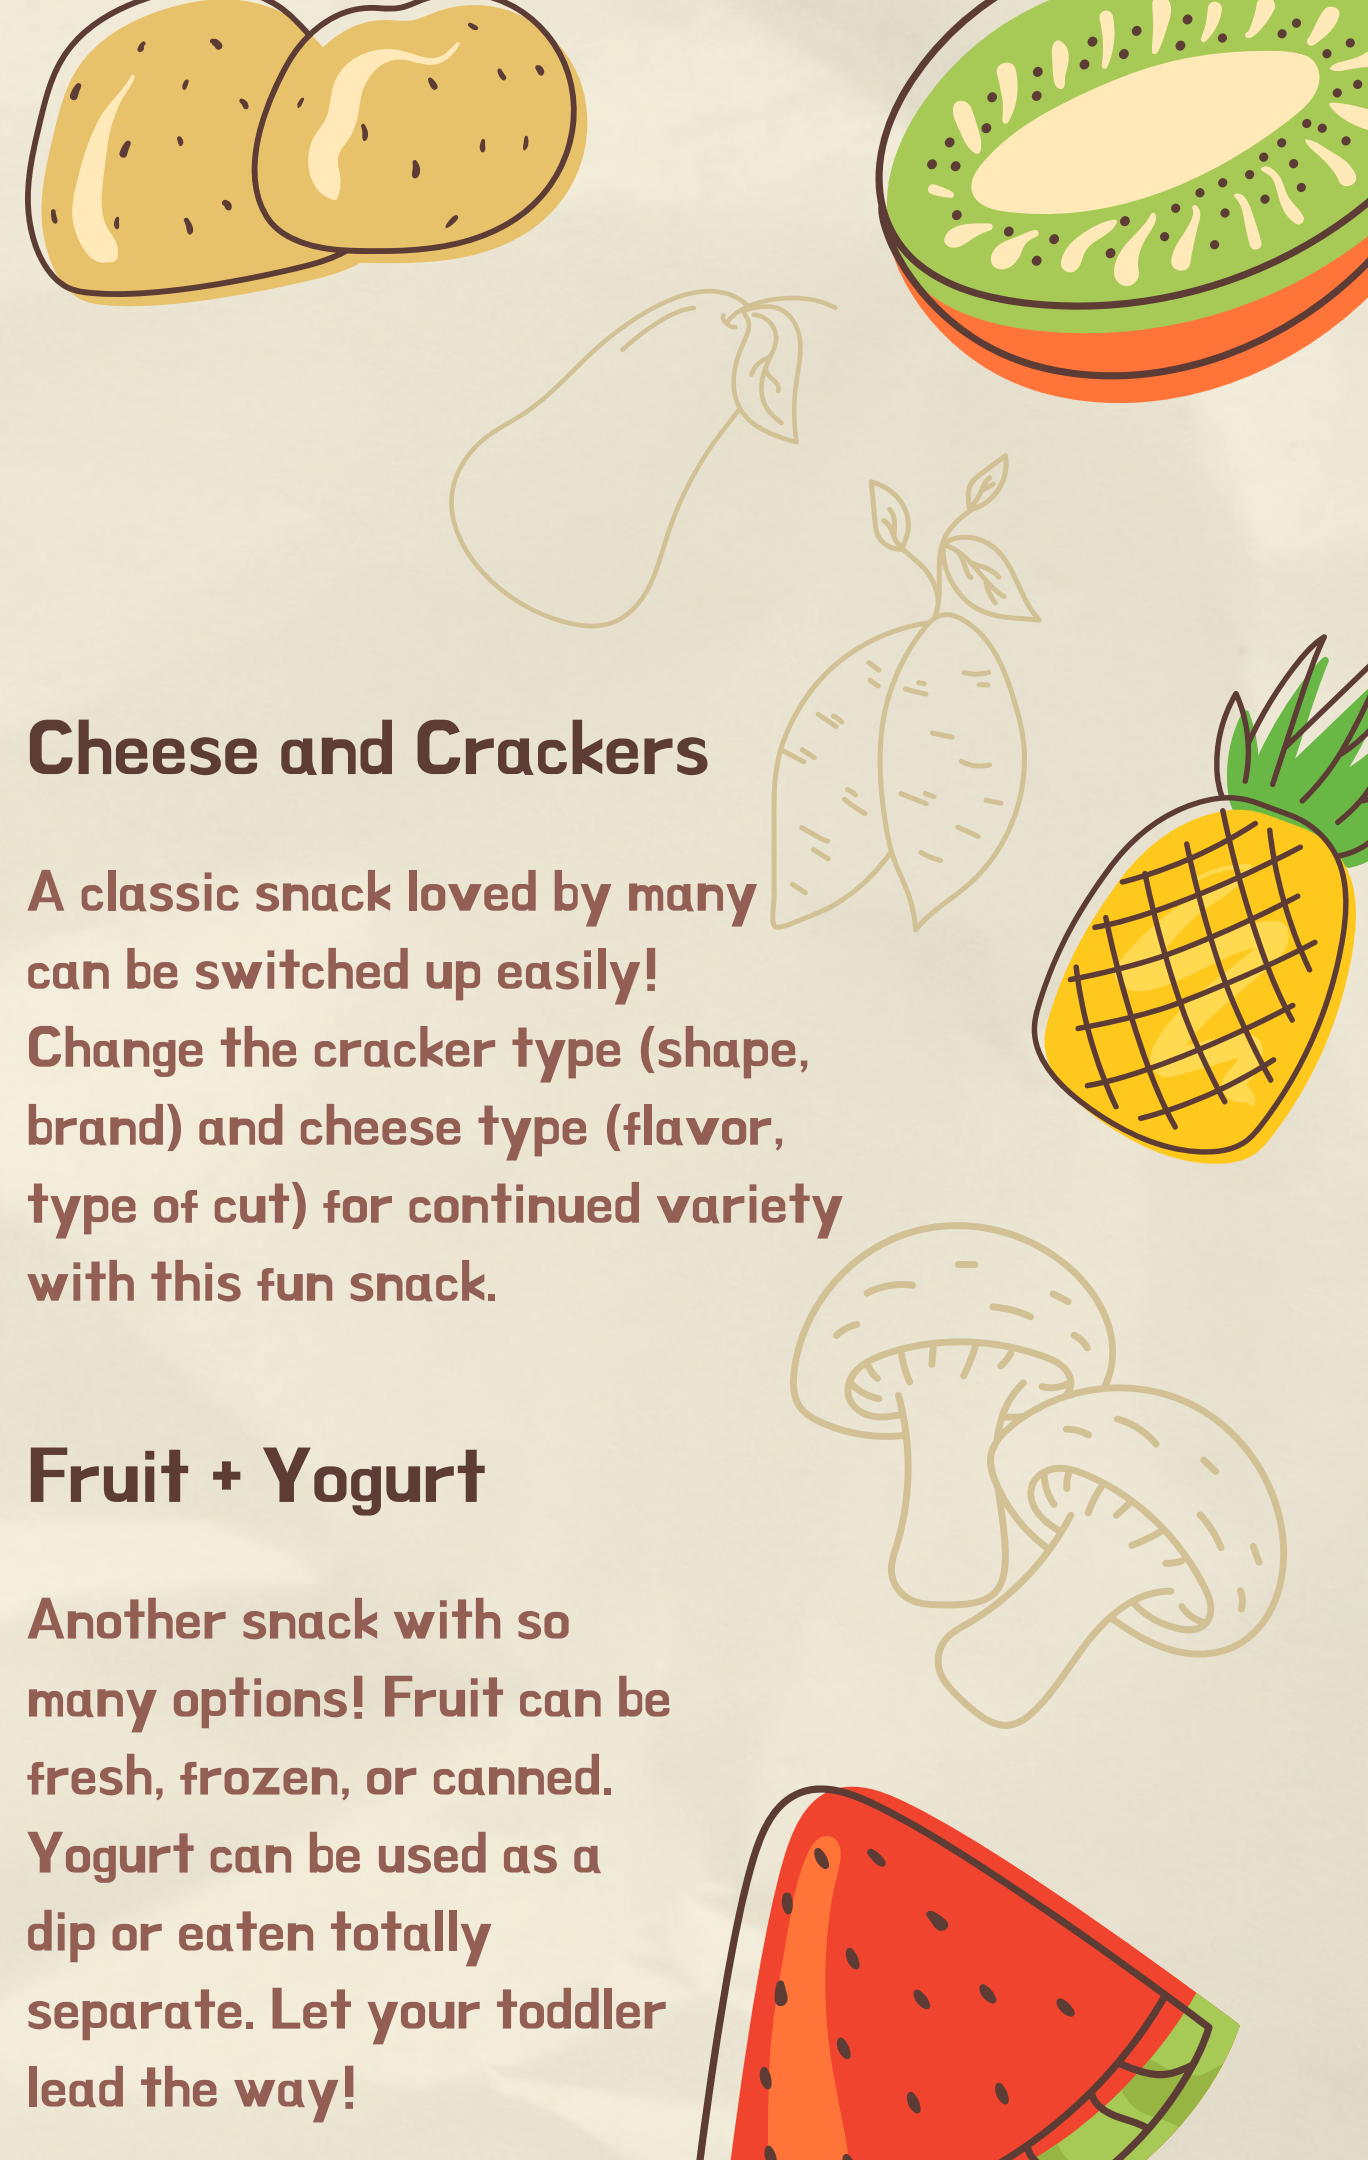 Cheese and Crackers
A classic snack loved by many
can be switched up easily!
Change the cracker type (shape,
brand) and cheese type (flavor,
type of cut) for continued variety
with this fun snack.
Fruit + Yogurt
Another snack with so
many options! Fruit can be
fresh, frozen, or canned.
Yogurt can be used as a
dip or eaten totally
separate. Let your toddler
lead the way!